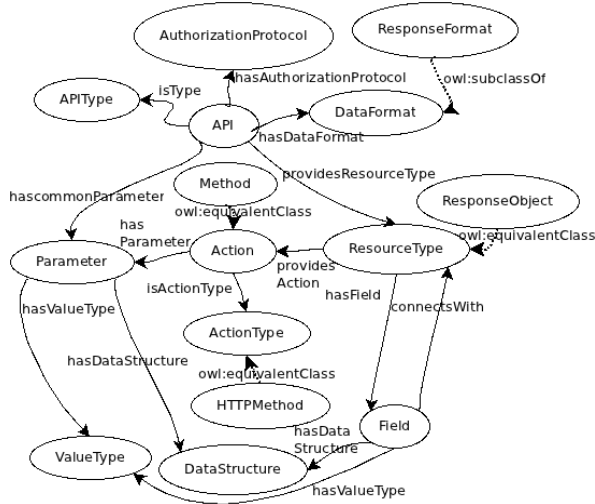 AuthorizationProtocol
ResponseFormat
hasAuthorizationProtocol
owl:subclassOf
isType
APIType
API
DataFormat
hasDataFormat
providesResourceType
Method
hascommonParameter
ResponseObject
owl:equivalentClass
has
Parameter
owl:equivalentClass
Parameter
Action
ResourceType
provides
Action
isActionType
hasField
connectsWith
hasValueType
ActionType
hasDataStructure
owl:equivalentClass
HTTPMethod
Field
hasData
Structure
ValueType
DataStructure
hasValueType